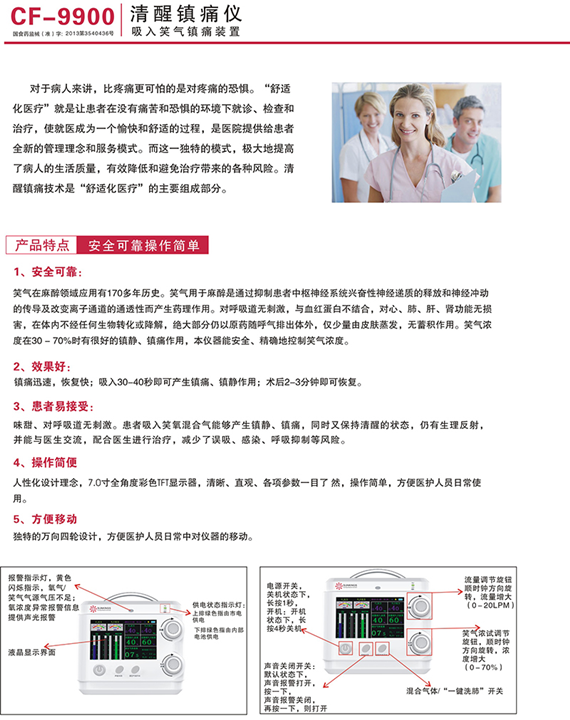 CF-9900
国食药监械（准）字：2013第3540436号
清醒镇痛仪
吸入笑气镇痛装置
对于病人来讲，比疼痛更可怕的是对疼痛的恐惧。“舒适
化医疗”就是让患者在没有痛苦和恐惧的环境下就诊、检查和
治疗，使就医成为一个愉快和舒适的过程，是医院提供给患者
全新的管理理念和服务模式。而这一独特的模式，极大地提高
了病人的生活质量，有效降低和避免治疗带来的各种风险。清
醒镇痛技术是“舒适化医疗”的主要组成部分。
产品特点 安全可靠操作简单
1、安全可靠：
笑气在麻醉领域应用有170多年历史。笑气用于麻醉是通过抑制患者中枢神经系统兴奋性神经递质的释放和神经冲动
的传导及改变离子通道的通透性而产生药理作用。对呼吸道无刺激，与血红蛋白不结合，对心、肺、肝、肾功能无损
害，在体内不经任何生物转化或降解，绝大部分仍以原药随呼气排出体外，仅少量由皮肤蒸发，无蓄积作用。笑气浓
度在30－70%时有很好的镇静、镇痛作用，本仪器能安全、精确地控制笑气浓度。
2、效果好：
镇痛迅速，恢复快；吸入30-40秒即可产生镇痛、镇静作用；术后2-3分钟即可恢复。
3、患者易接受：
味甜、对呼吸道无刺激。患者吸入笑氧混合气能够产生镇静、镇痛，同时又保持清醒的状态，仍有生理反射，
并能与医生交流，配合医生进行治疗，减少了误吸、感染、呼吸抑制等风险。
4、操作简便
人性化设计理念，7.0寸全角度彩色TFT显示器，清晰、直观、各项参数一目了 然，操作简单，方便医护人员日常使
用。
5、方便移动
独特的万向四轮设计，方便医护人员日常中对仪器的移动。
报警指示灯，黄色
闪烁指示，氧气/
笑气气源气压不足；
氧浓度异常报警信息
提供声光报警
液晶显示界面
供电状态指示灯：
上排绿色指由市电
供电
下排绿色指由内部
电池供电
40 60
07
电源开关，
关机状态下，
长按1秒，
开机；开机
状态下，长
按4秒关机
声音关闭开关：
默认状态下，
声音报警打开，
按一下，
声音报警关闭，
再按一下，则打开
40 60
07
流量调节旋钮
顺时钟方向旋
转，流量增大
（0-20LPM）
笑气浓试调节
旋钮，顺时钟
方向旋转，浓
度增大
（0-70%）
混合气体/“一键洗肺”开关